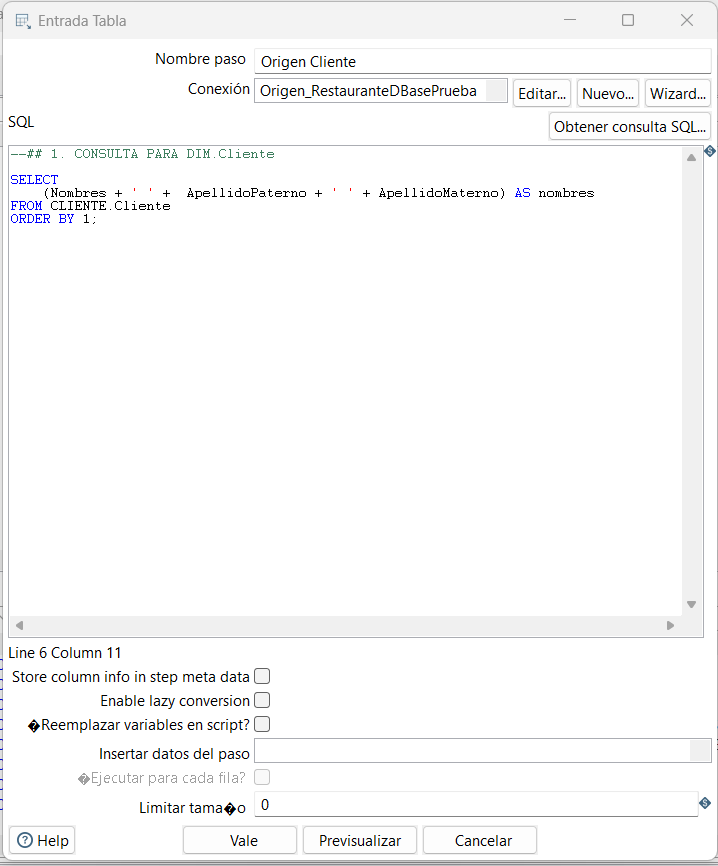 Entrada Tabla
Nombre paso Origen Cliente
Conexión Origen_RestauranteDBasePrueba Editar... Nuevo... Wizard...
SQL Obtener consulta SQL...
--## 1. CONSULTA PARA DIM.Cliente
SELECT
(Nombres + ' ' +  ApellidoPaterno + ' ' + ApellidoMaterno) AS nombres
FROM CLIENTE.Cliente
ORDER BY 1;
Line 6 Column 11
Store column info in step meta data
Enable lazy conversion
�Reemplazar variables en script?
Insertar datos del paso
�Ejecutar para cada fila?
Limitar tama�o 0
Help Vale Previsualizar Cancelar